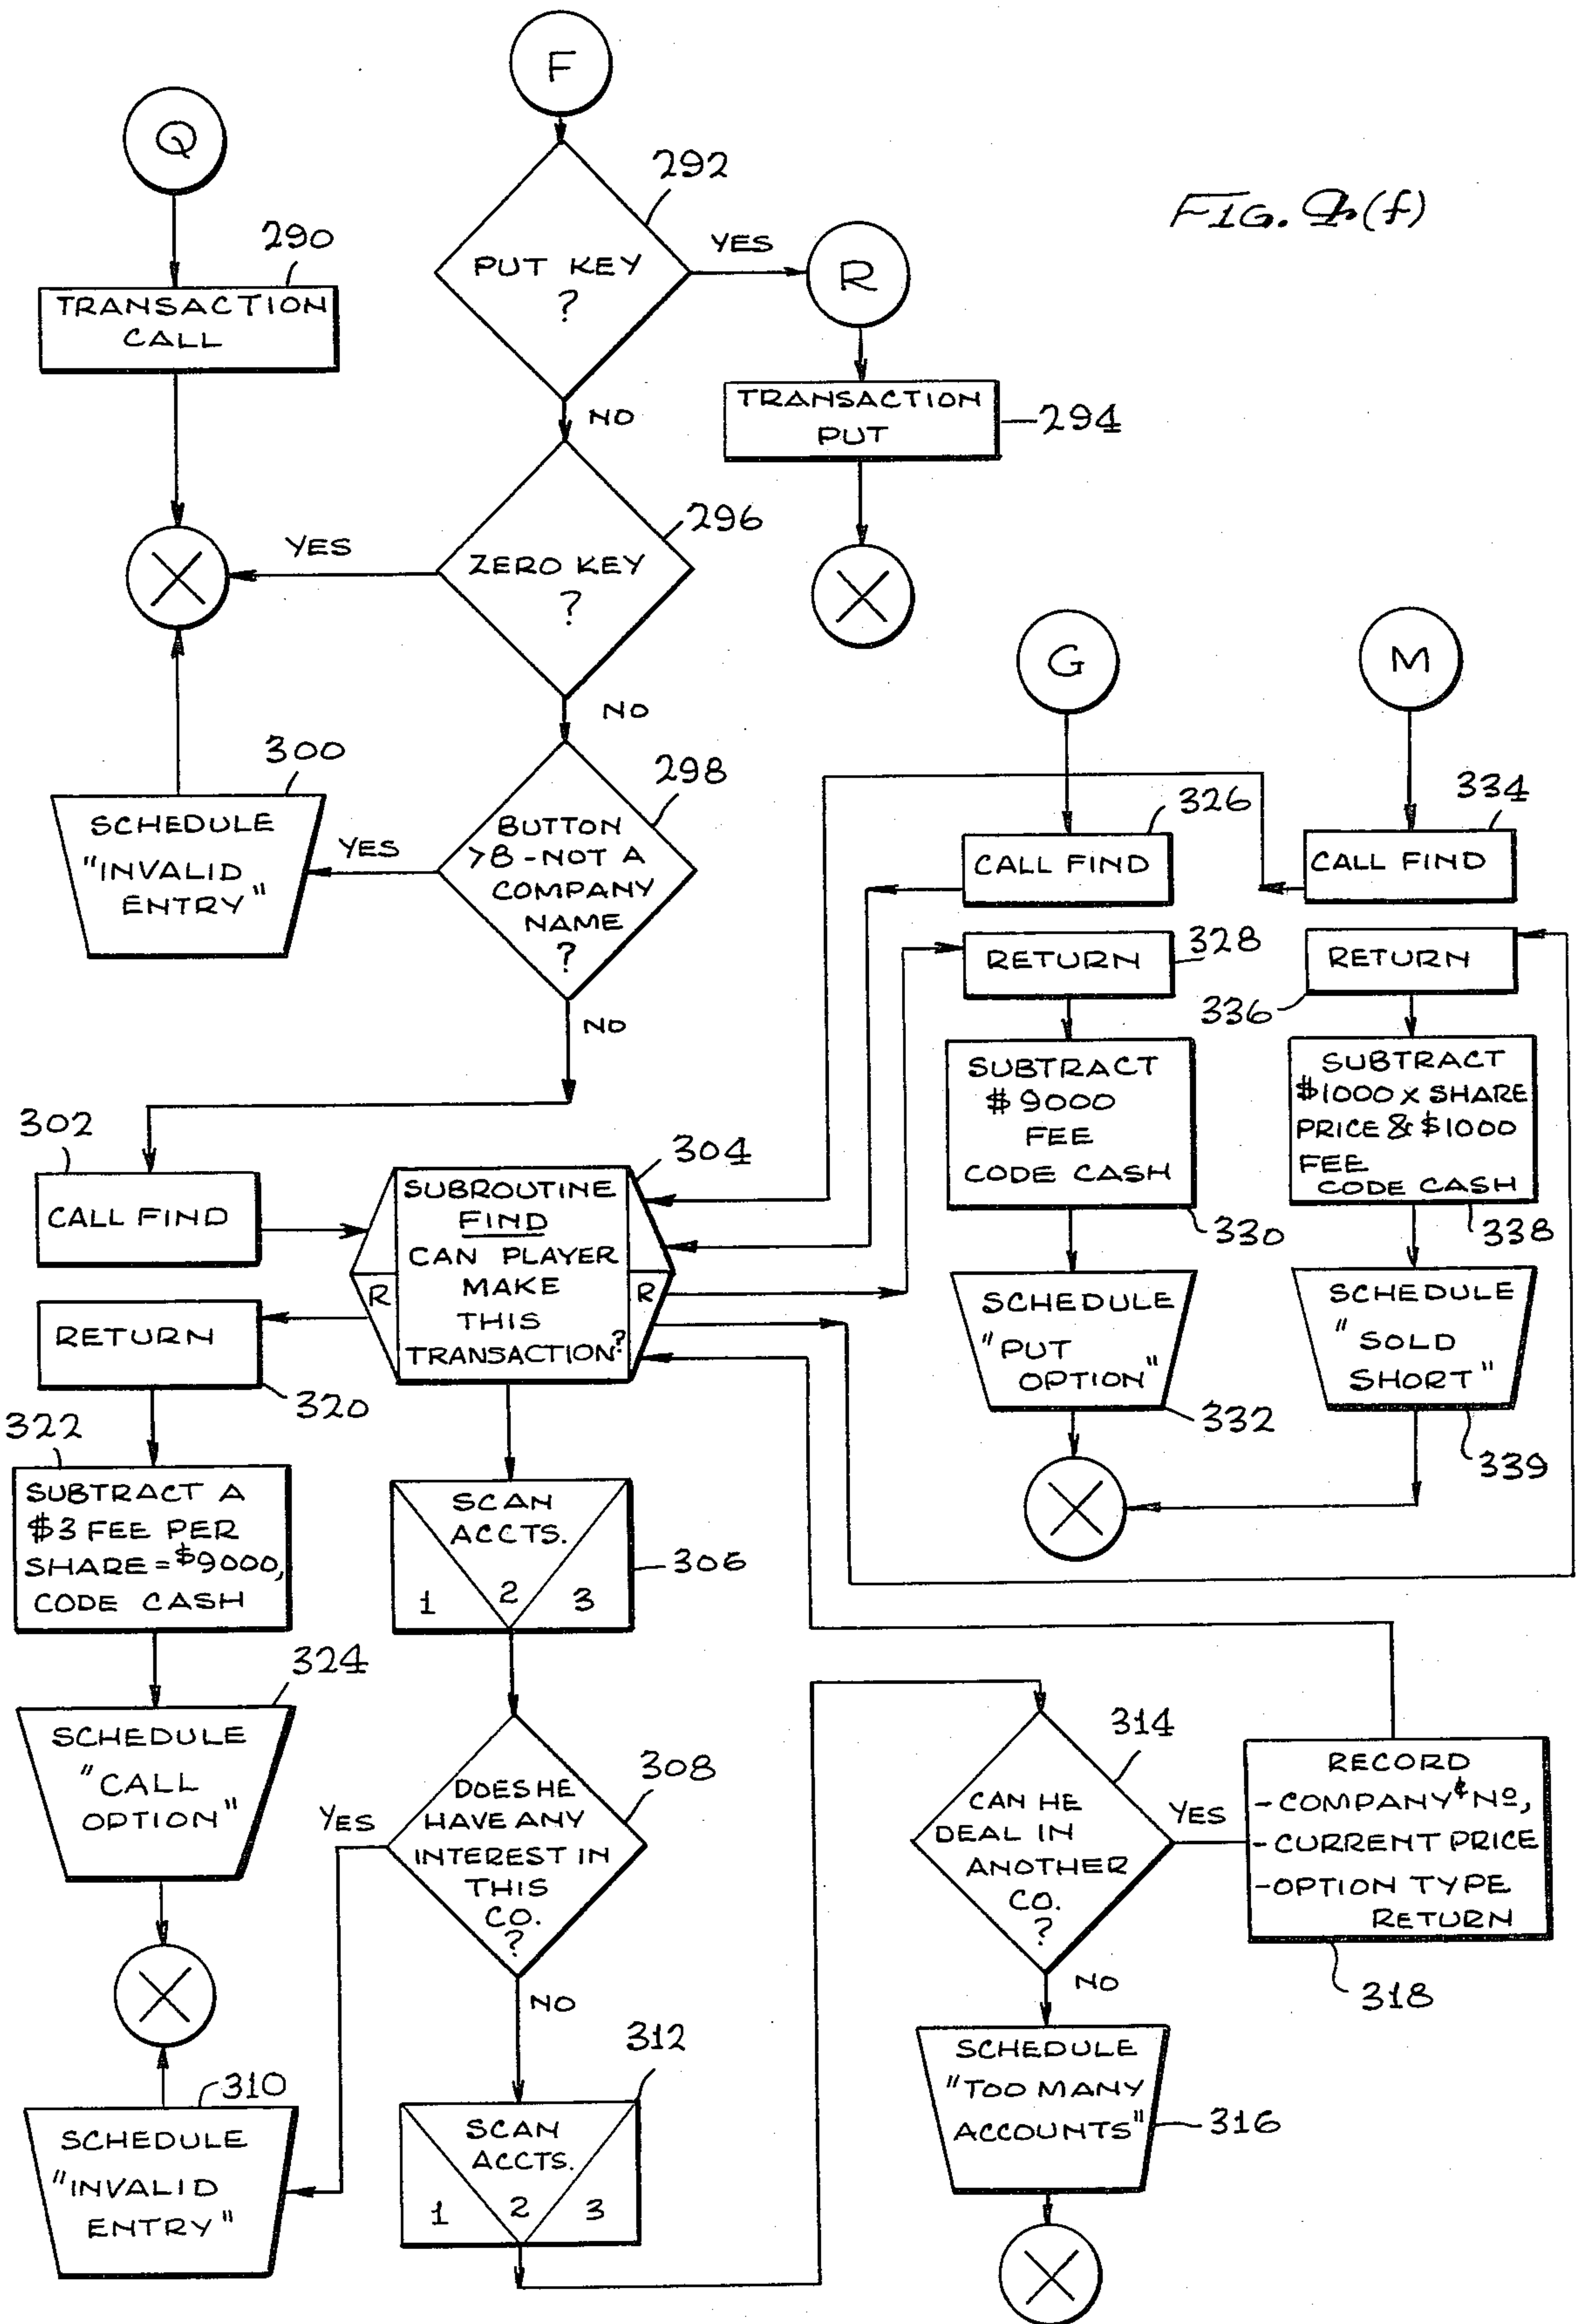 F
Q
292
FIG. 9(f)
290
YES
TRANSACTION
CALL
PUT KEY
?
R
TRANSACTION
PUT
294
NO
296
YES
ZERO KEY
?
G
M
NO
300
298
334
326
SCHEDULE
"INVALID
ENTRY"
YES
BUTTON
>8-NOT A
COMPANY
NAME
?
CALL FIND
CALL FIND
328
RETURN
RETURN
336
NO
SUBTRACT
$9000
FEE
CODE CASH
330
SUBTRACT
$1000 x SHARE
PRICE & $1000
FEE
CODE CASH
338
302
304
CALL FIND
SUBROUTINE
FIND
CAN PLAYER
MAKE
THIS
TRANSACTION?
R
R
RETURN
320
SCHEDULE
"PUT
OPTION"
332
SCHEDULE
"SOLD
SHORT"
339
322
SUBTRACT A
$3 FEE PER
SHARE=$9000,
CODE CASH
SCAN
ACCTS.
1 2 3
306
324
SCHEDULE
"CALL
OPTION"
308
YES
DOES HE
HAVE ANY
INTEREST IN
THIS
CO.
?
314
CAN HE
DEAL IN
ANOTHER
CO.
?
YES
RECORD
-COMPANY & No,
-CURRENT PRICE
-OPTION TYPE
RETURN
318
NO
NO
310
312
SCHEDULE
"INVALID
ENTRY"
SCAN
ACCTS.
1 2 3
SCHEDULE
"TOO MANY
ACCOUNTS"
316